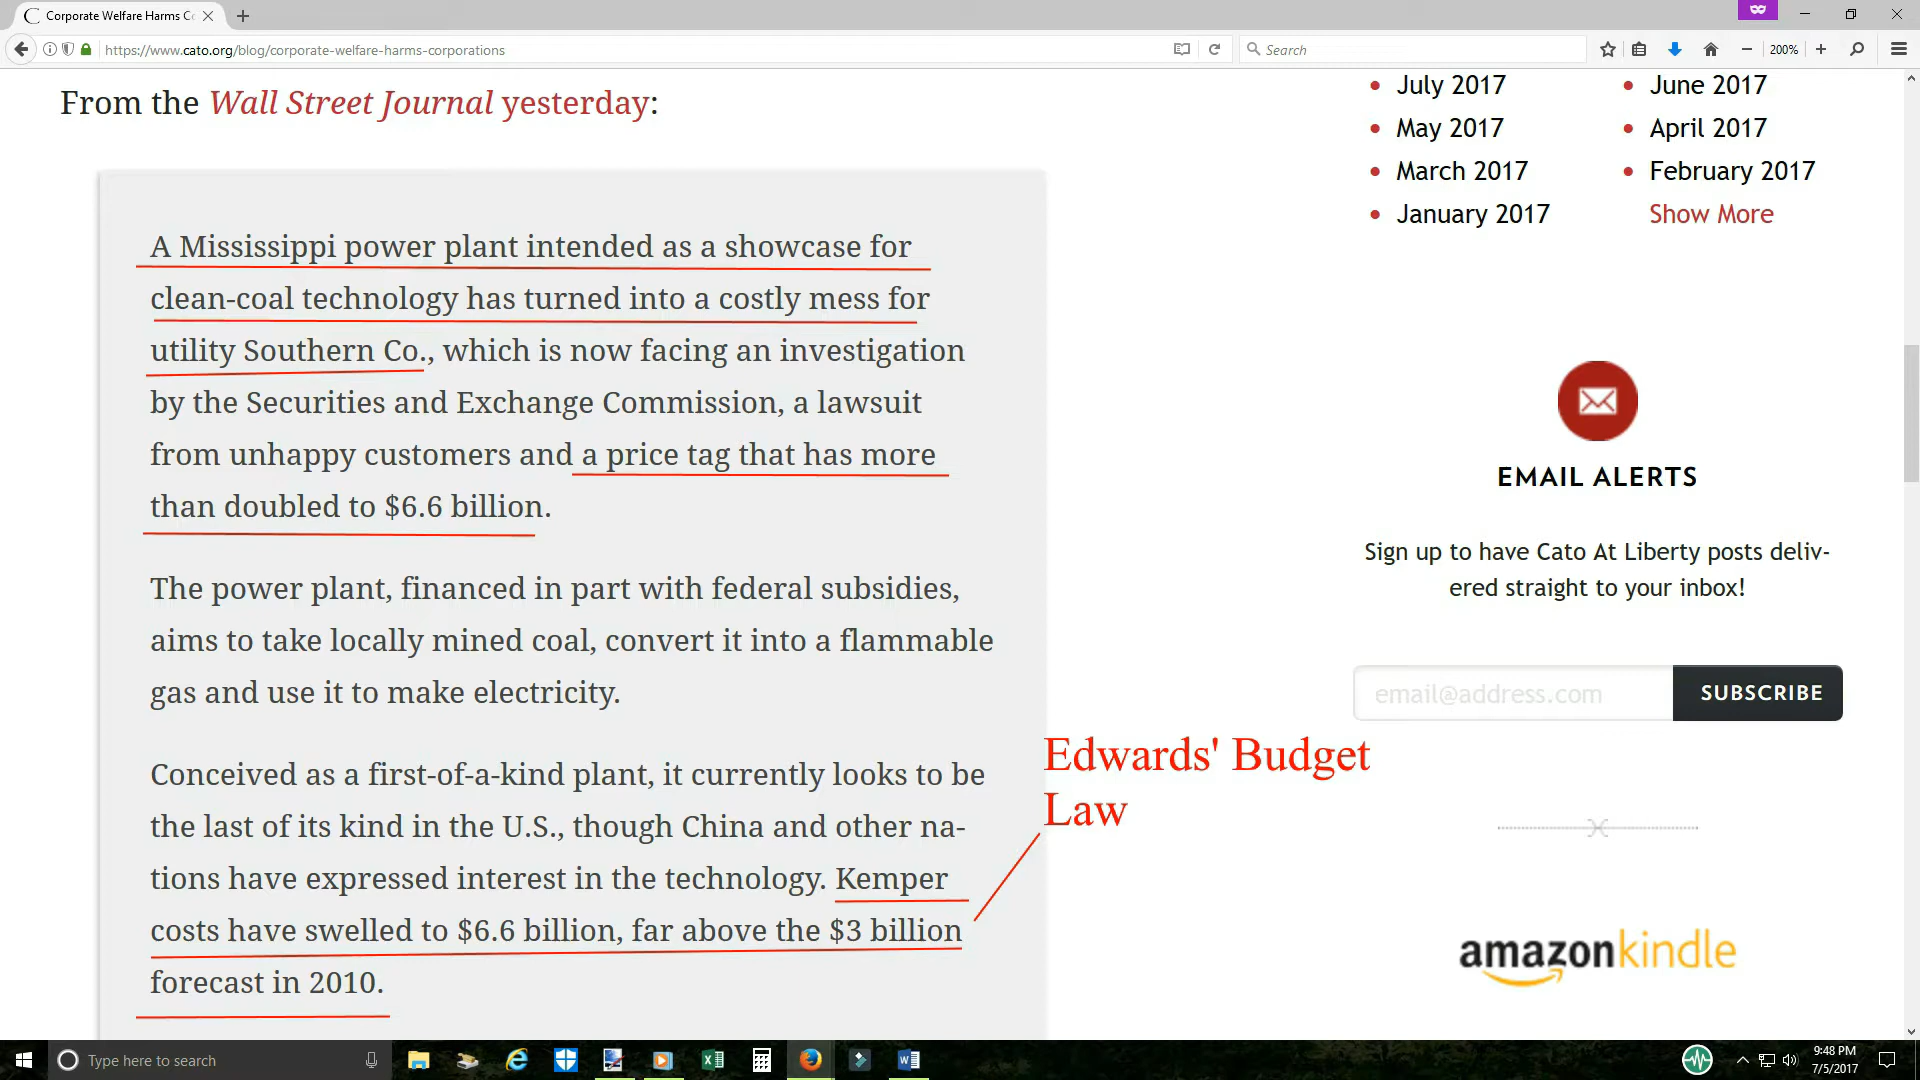 Corporate Welfare Harms Co
https://www.cato.org/blog/corporate-welfare-harms-corporations
Search
200%
From the Wall Street Journal yesterday:
A Mississippi power plant intended as a showcase for
clean-coal technology has turned into a costly mess for
utility Southern Co., which is now facing an investigation
by the Securities and Exchange Commission, a lawsuit
from unhappy customers and a price tag that has more
than doubled to $6.6 billion.
The power plant, financed in part with federal subsidies,
aims to take locally mined coal, convert it into a flammable
gas and use it to make electricity.
Conceived as a first-of-a-kind plant, it currently looks to be
the last of its kind in the U.S., though China and other na-
tions have expressed interest in the technology. Kemper
costs have swelled to $6.6 billion, far above the $3 billion
forecast in 2010.
Edwards' Budget
Law
July 2017
June 2017
May 2017
April 2017
March 2017
February 2017
January 2017
Show More
EMAIL ALERTS
Sign up to have Cato At Liberty posts deliv-
ered straight to your inbox!
email@address.com
SUBSCRIBE
amazonkindle
Type here to search
9:48 PM
7/5/2017